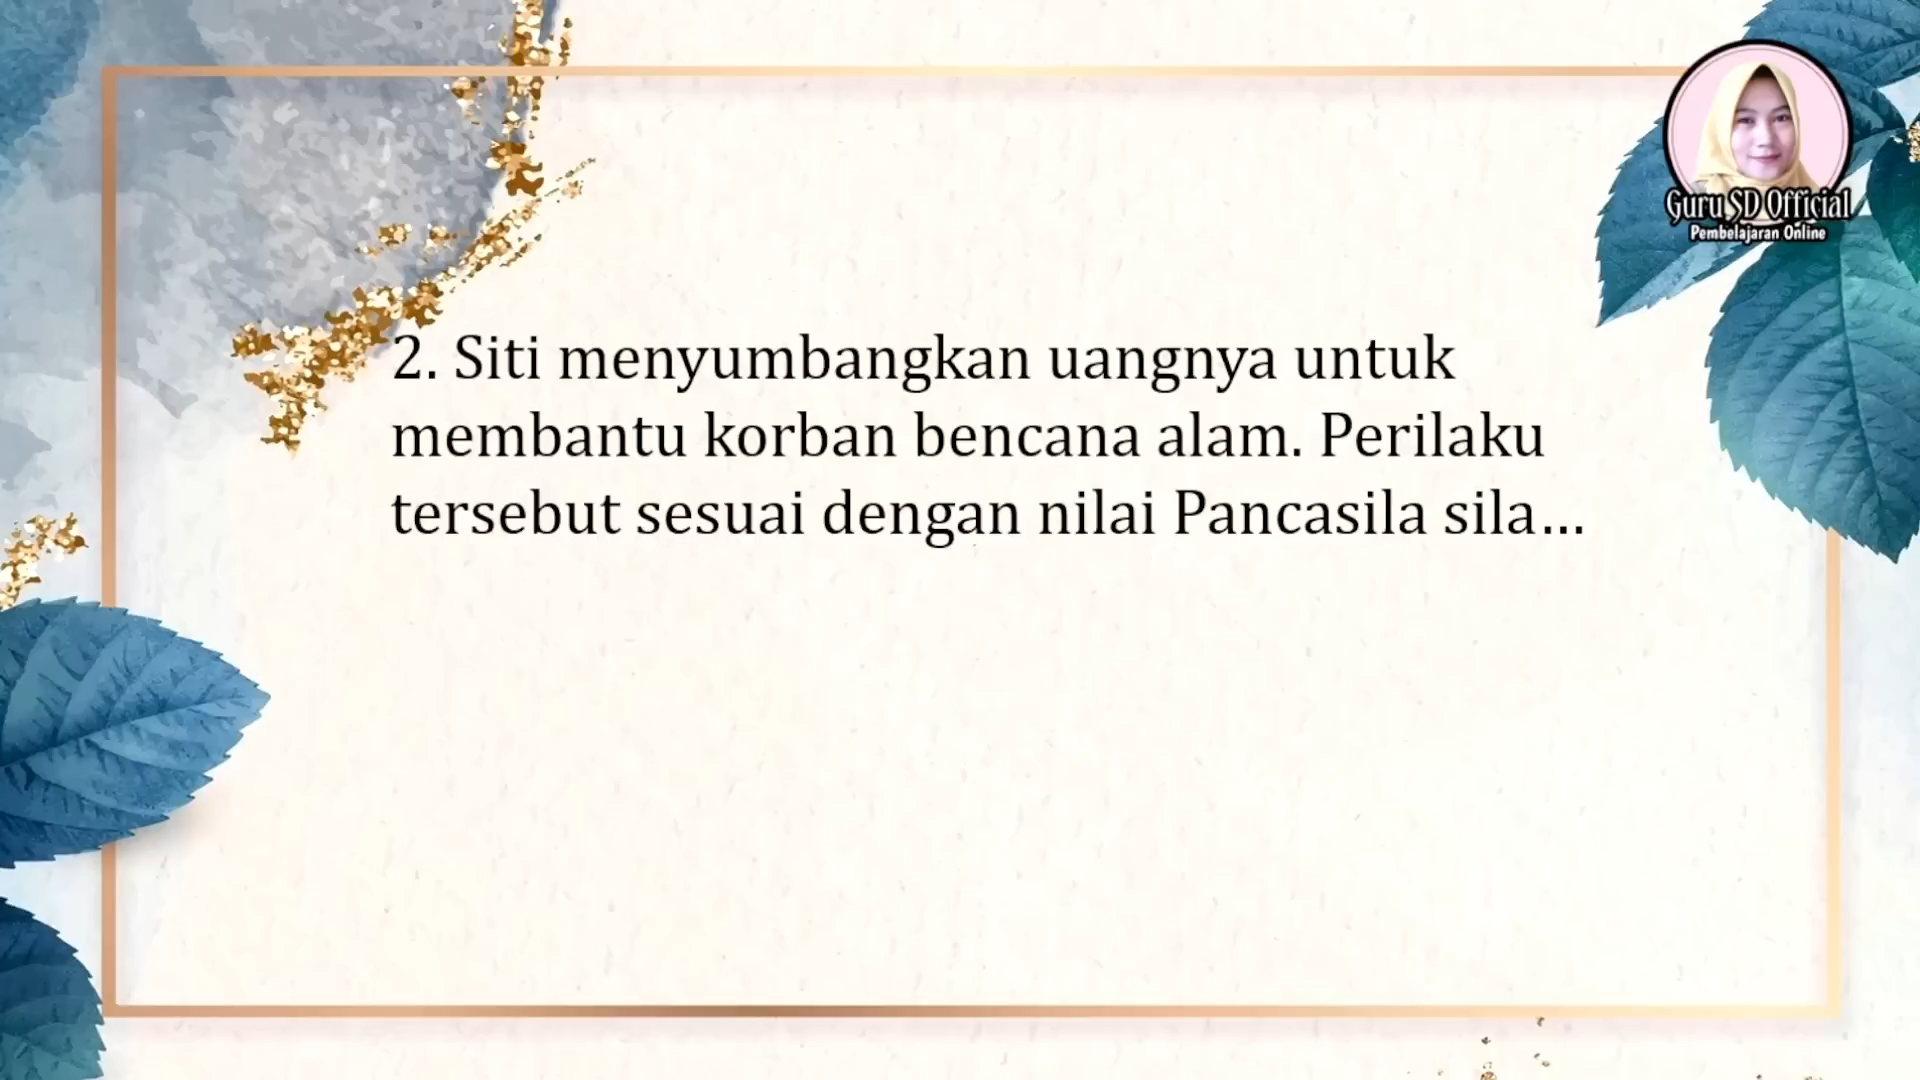 Guru SD Official
Pembelajaran Online
2. Siti menyumbangkan uangnya untuk
membantu korban bencana alam. Perilaku
tersebut sesuai dengan nilai Pancasila sila...